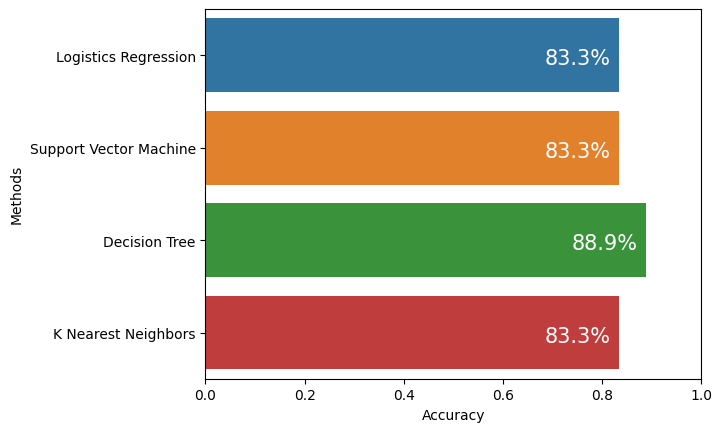 Logistics Regression
83.3%
Support Vector Machine
83.3%
Decision Tree
88.9%
K Nearest Neighbors
83.3%
Methods
0.0 0.2 0.4 0.6 0.8 1.0
Accuracy